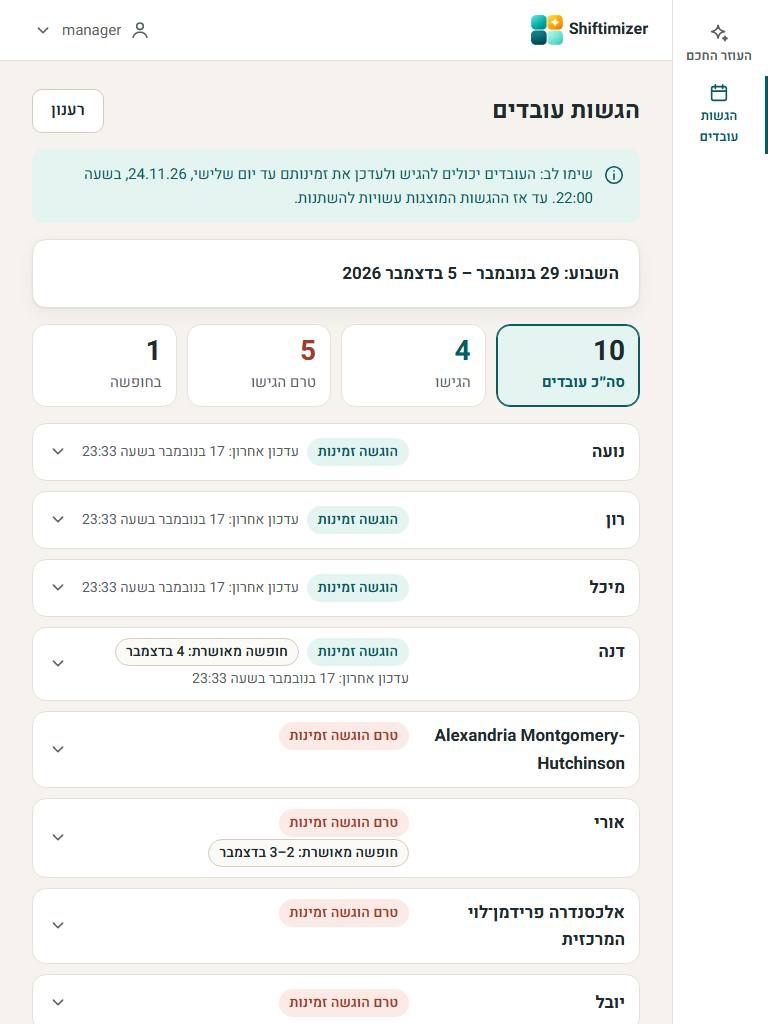 Shiftimizer
manager
העוזר החכם
הגשות
עובדים
הגשות עובדים
רענון
שימו לב: העובדים יכולים להגיש ולעדכן את זמינותם עד יום שלישי, 24.11.26, בשעה
22:00. עד אז ההגשות המוצגות עשויות להשתנות.
השבוע: 29 בנובמבר – 5 בדצמבר 2026
10
סה״כ עובדים
4
הגישו
5
טרם הגישו
1
בחופשה
נועה
הוגשה זמינות
עדכון אחרון: 17 בנובמבר בשעה 23:33
רון
הוגשה זמינות
עדכון אחרון: 17 בנובמבר בשעה 23:33
מיכל
הוגשה זמינות
עדכון אחרון: 17 בנובמבר בשעה 23:33
דנה
הוגשה זמינות
חופשה מאושרת: 4 בדצמבר
עדכון אחרון: 17 בנובמבר בשעה 23:33
Alexandria Montgomery-
Hutchinson
טרם הוגשה זמינות
אורי
טרם הוגשה זמינות
חופשה מאושרת: 2–3 בדצמבר
אלכסנדרה פרידמן־לוי
המרכזית
טרם הוגשה זמינות
יובל
טרם הוגשה זמינות